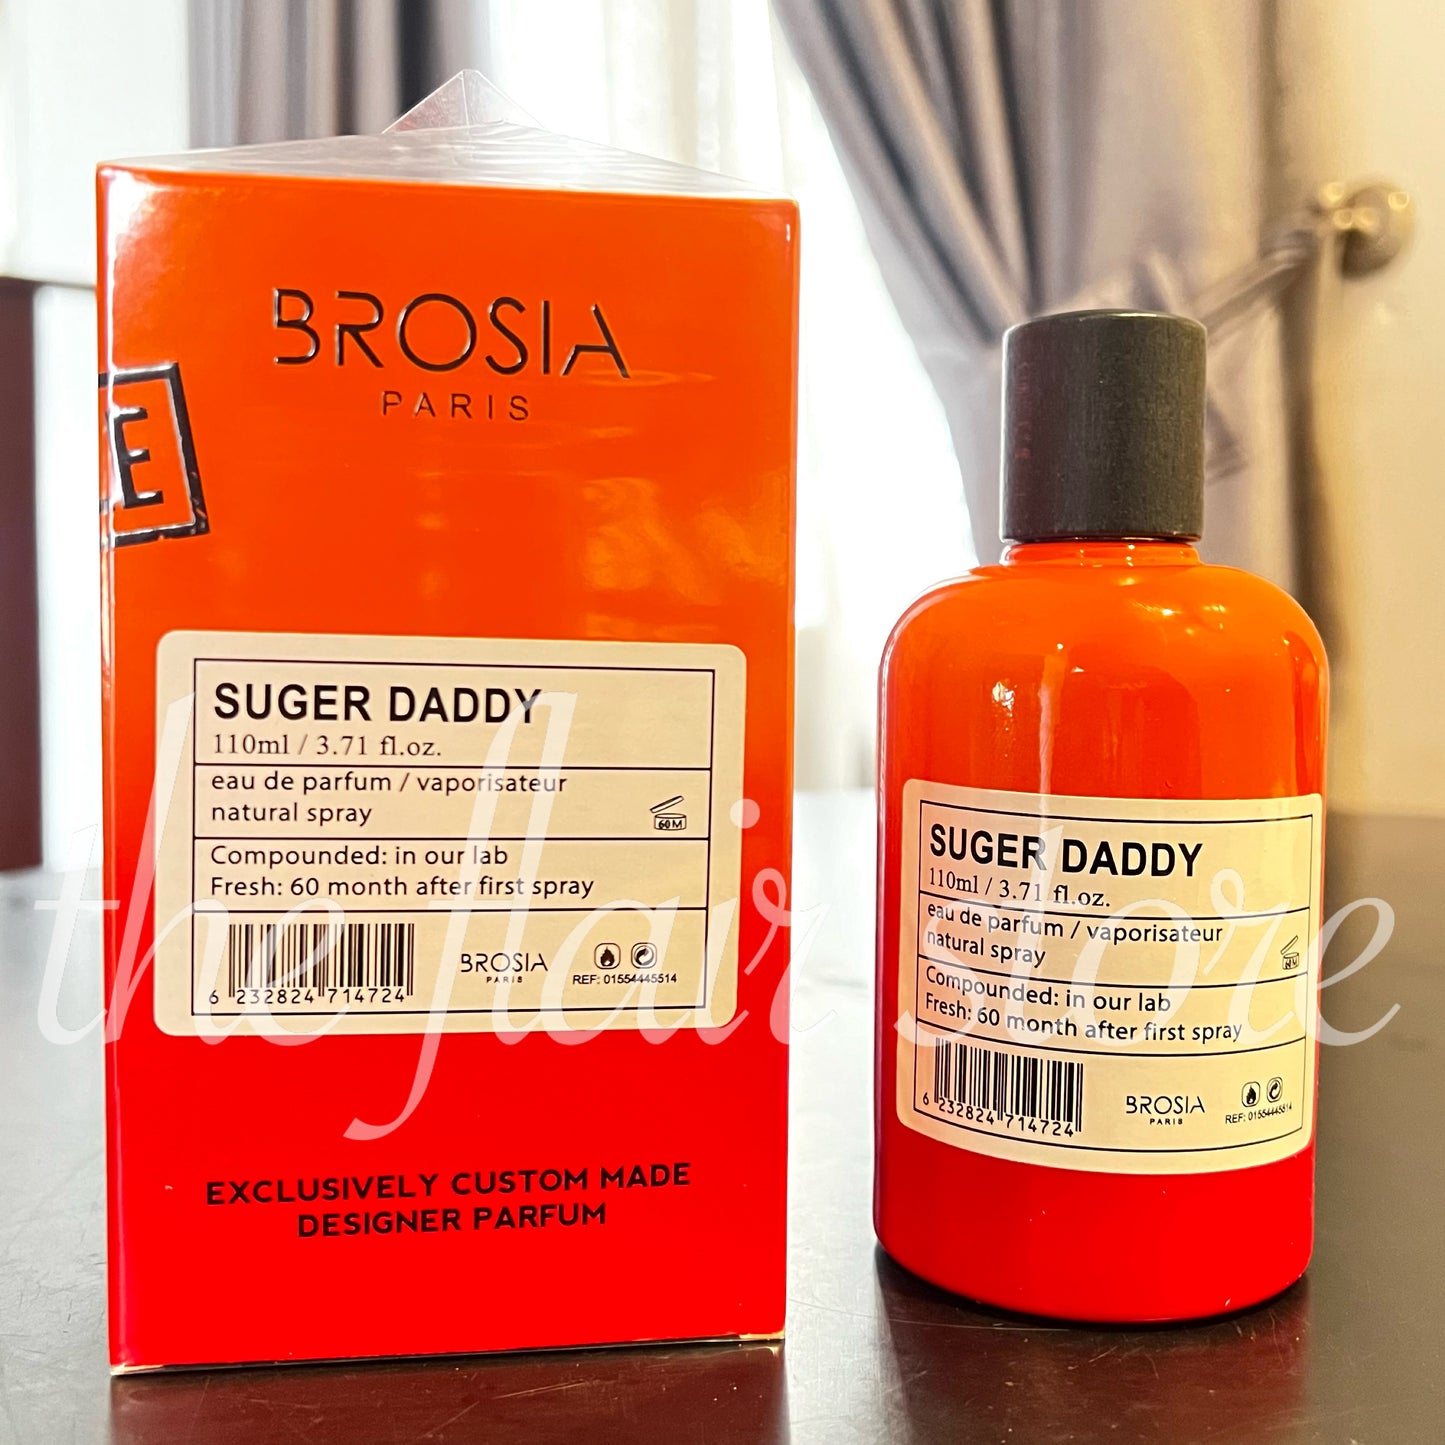 BROSIA
PARIS
E
SUGER DADDY
110ml / 3.71 fl.oz.
eau de parfum / vaporisateur
natural spray
60M
Compounded: in our lab
Fresh: 60 month after first spray
6 232824 714724
BROSIA
PARIS
REF: 01554445514
EXCLUSIVELY CUSTOM MADE
DESIGNER PARFUM
SUGER DADDY
110ml / 3.71 fl.oz.
eau de parfum / vaporisateur
natural spray
Compounded: in our lab
Fresh: 60 month after first spray
6 232824 714724
BROSIA
PARIS
REF: 01554445514
the flair store